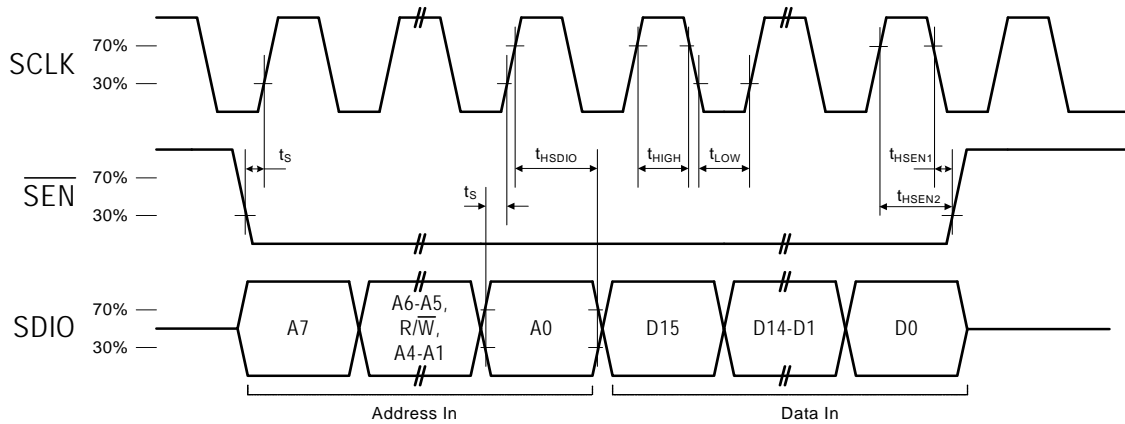 SCLK
70%
30%
SEN
70%
30%
tS
tHSDIO
tHIGH
tLOW
tHSEN1
tS
tHSEN2
SDIO
70%
30%
A7
A6-A5,
R/W,
A4-A1
A0
D15
D14-D1
D0
Address In
Data In